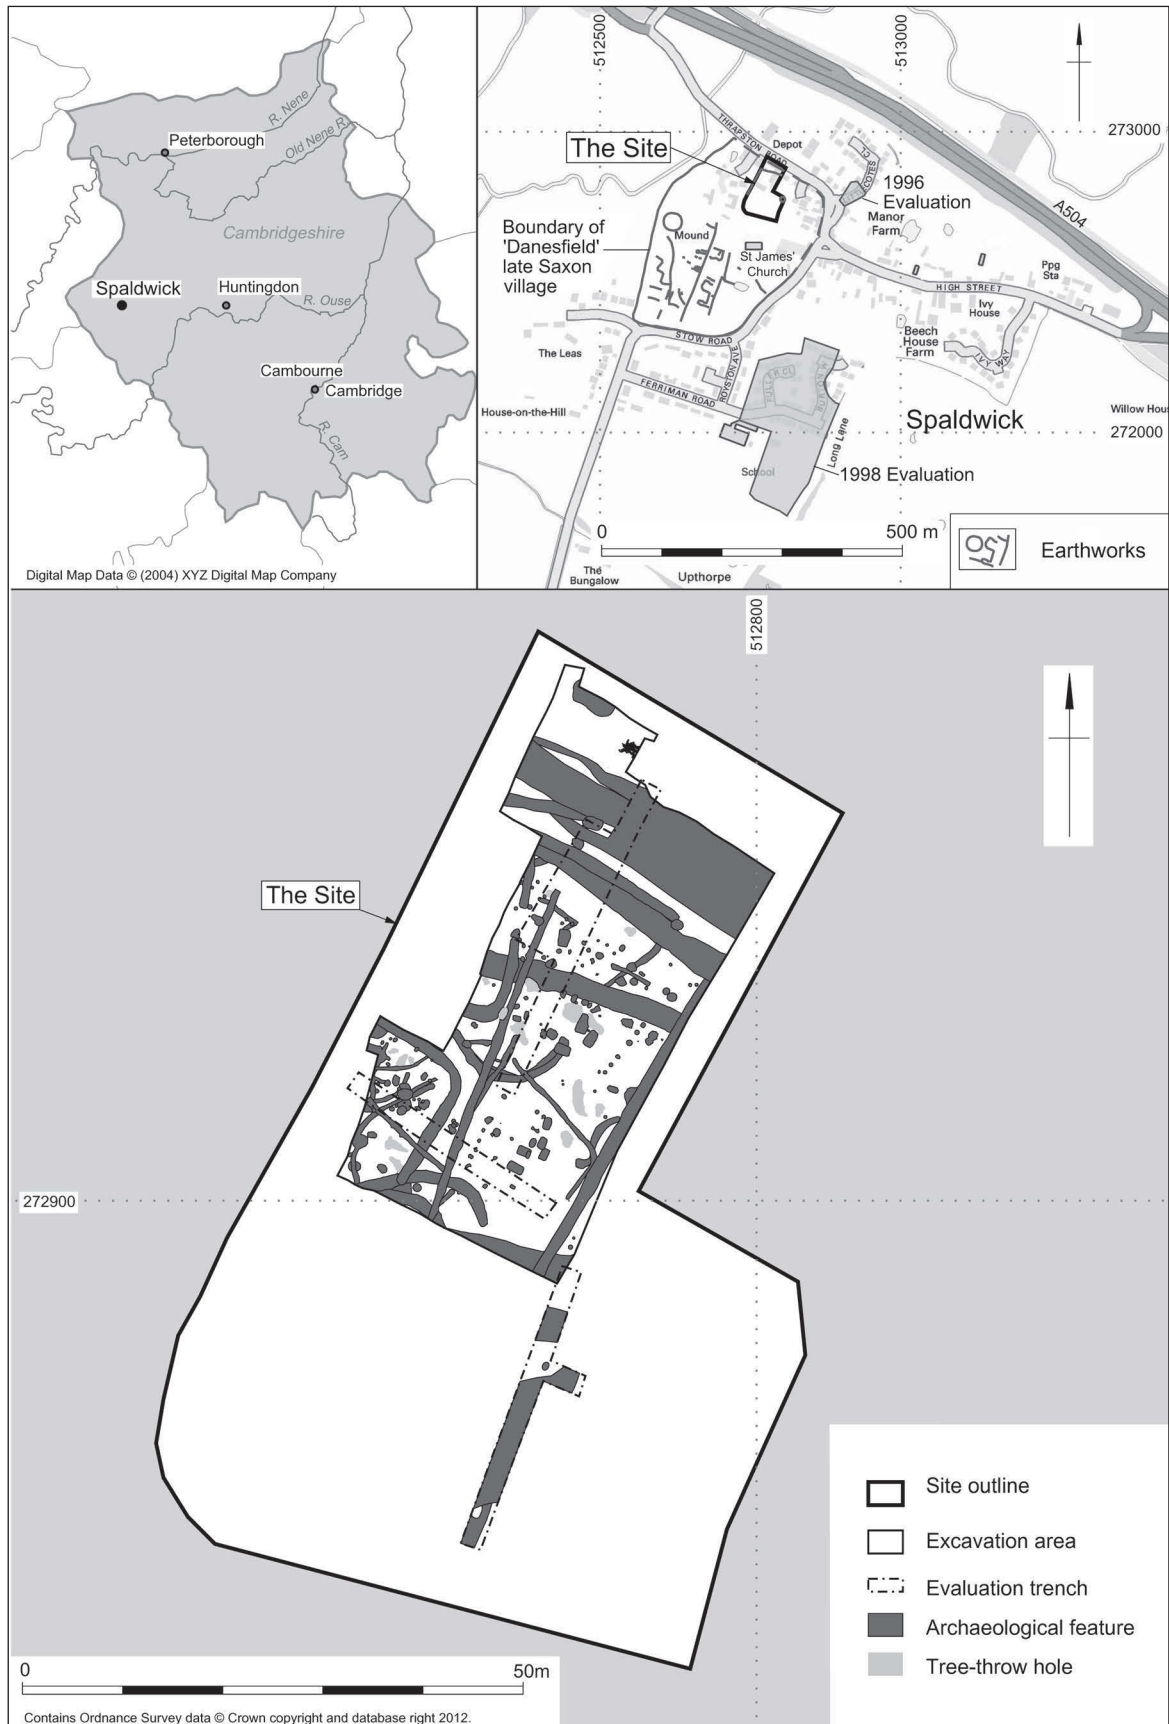 R. Nene
Old Nene R.
Peterborough
Cambridgeshire
Spaldwick
Huntingdon
R. Ouse
Cambourne
Cambridge
R. Cam
Digital Map Data © (2004) XYZ Digital Map Company
512500
513000
273000
THRAPSTON ROAD
Depot
The Site
COTES
CL
1996
Evaluation
Manor
Farm
A504
Boundary of
'Danesfield'
late Saxon
village
Mound
St James'
Church
Ppg
Sta
HIGH STREET
Ivy
House
Beech
House
Farm
IVY WAY
STOW ROAD
The Leas
ROYSTON AVE
FERRIMAN ROAD
House-on-the-Hill
Long Lane
Spaldwick
Willow Hou
272000
School
1998 Evaluation
0
500 m
The
Bungalow
Upthorpe
Earthworks
512800
The Site
272900
Site outline
Excavation area
Evaluation trench
Archaeological feature
Tree-throw hole
0
50m
Contains Ordnance Survey data © Crown copyright and database right 2012.